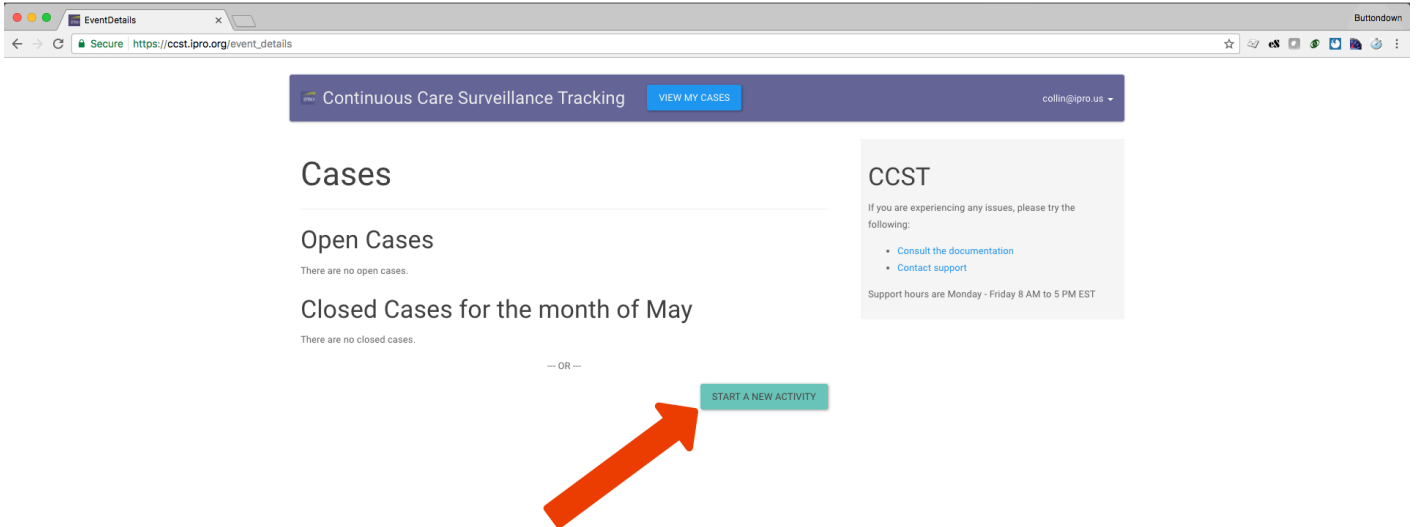 EventDetails
Buttondown
Secure https://ccst.ipro.org/event_details
Continuous Care Surveillance Tracking
VIEW MY CASES
collin@ipro.us
Cases
Open Cases
There are no open cases.
Closed Cases for the month of May
There are no closed cases.
— OR —
START A NEW ACTIVITY
CCST
If you are experiencing any issues, please try the
following:
• Consult the documentation
• Contact support
Support hours are Monday - Friday 8 AM to 5 PM EST